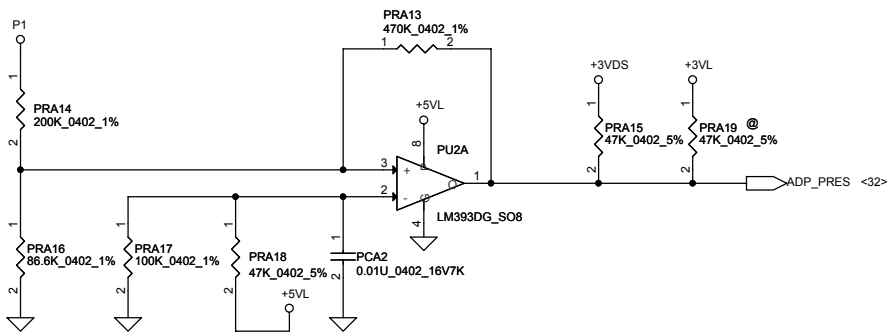 P1
1
PRA14
200K_0402_1%
2
PRA13
1
470K_0402_1%
2
+5VL
8
PU2A
3
+
P
2
-
G
O
1
4
LM393DG_SO8
+3VDS
1
PRA15
47K_0402_5%
2
+3VL
1
PRA19
@
47K_0402_5%
2
ADP_PRES <32>
1
PRA16
86.6K_0402_1%
2
1
PRA17
100K_0402_1%
2
1
PRA18
47K_0402_5%
2
+5VL
1
PCA2
0.01U_0402_16V7K
2